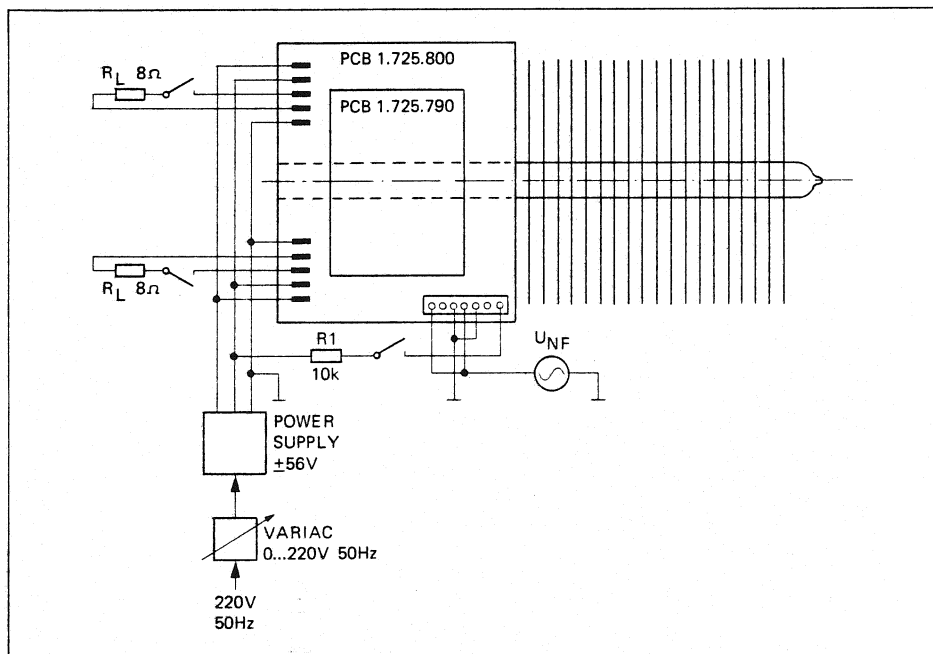 PCB 1.725.800
R_L 8Ω
PCB 1.725.790
R_L 8Ω
R1
10k
U_NF
POWER
SUPPLY
±56V
VARIAC
0...220V 50Hz
220V
50Hz